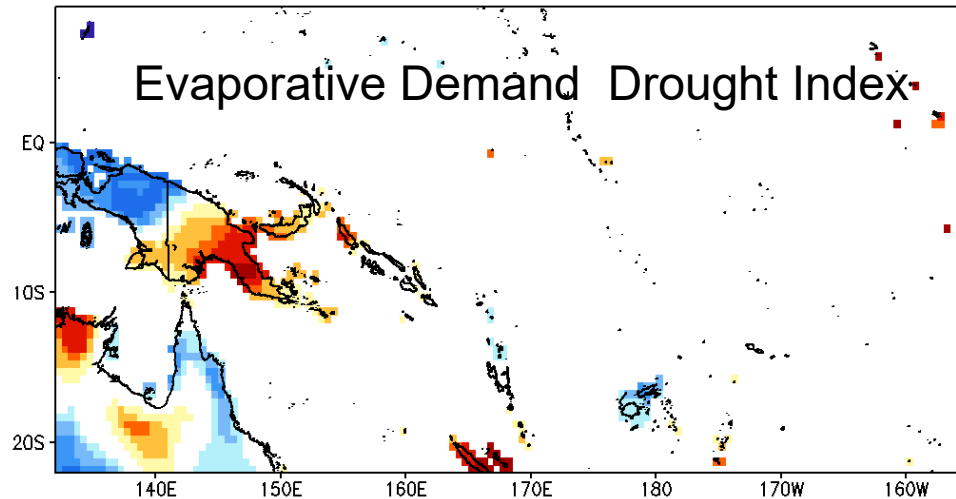 Evaporative Demand  Drought Index
EQ
10S
20S
140E 150E 160E 170E 180 170W 160W